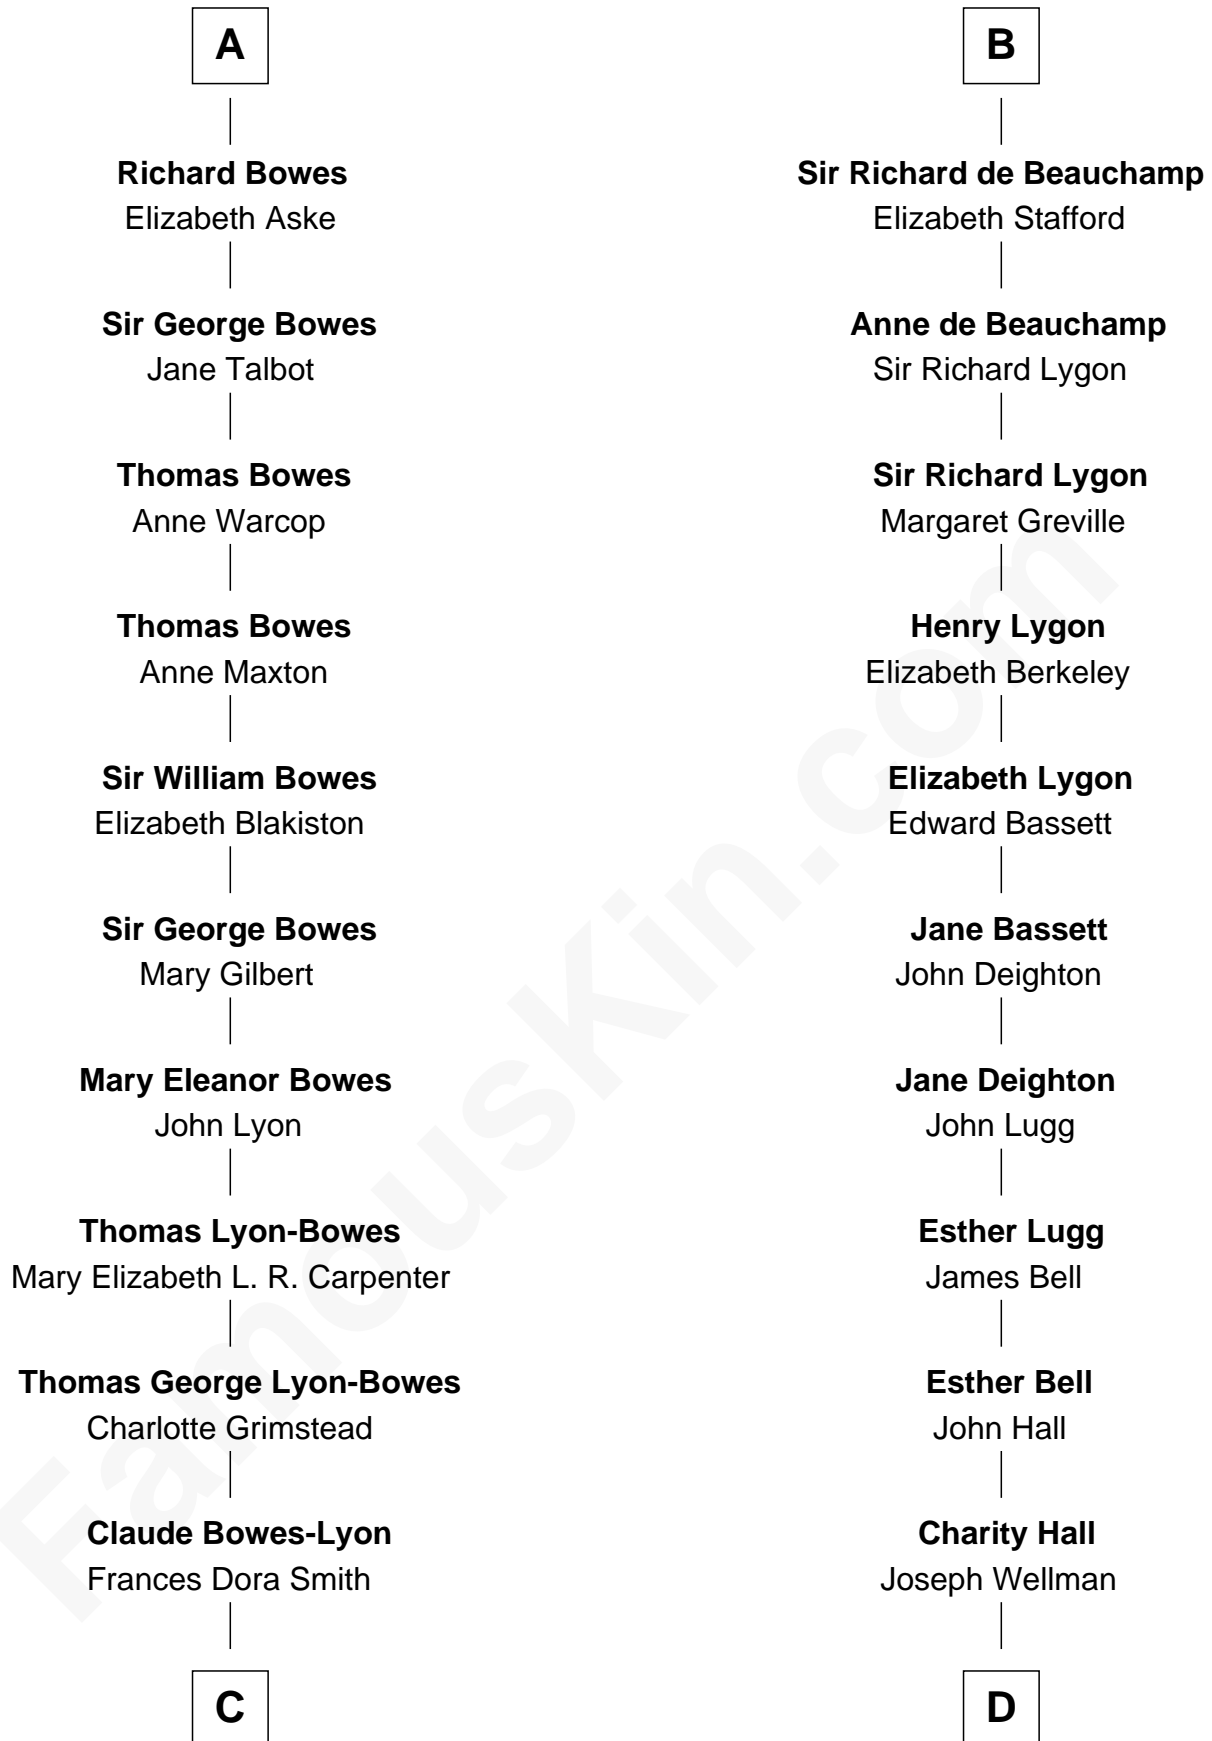 A
Richard Bowes
Elizabeth Aske
Sir George Bowes
Jane Talbot
Thomas Bowes
Anne Warcop
Thomas Bowes
Anne Maxton
Sir William Bowes
Elizabeth Blakiston
Sir George Bowes
Mary Gilbert
Mary Eleanor Bowes
John Lyon
Thomas Lyon-Bowes
Mary Elizabeth L. R. Carpenter
Thomas George Lyon-Bowes
Charlotte Grimstead
Claude Bowes-Lyon
Frances Dora Smith
C
B
Sir Richard de Beauchamp
Elizabeth Stafford
Anne de Beauchamp
Sir Richard Lygon
Sir Richard Lygon
Margaret Greville
Henry Lygon
Elizabeth Berkeley
Elizabeth Lygon
Edward Bassett
Jane Bassett
John Deighton
Jane Deighton
John Lugg
Esther Lugg
James Bell
Esther Bell
John Hall
Charity Hall
Joseph Wellman
D
FamousKin.com